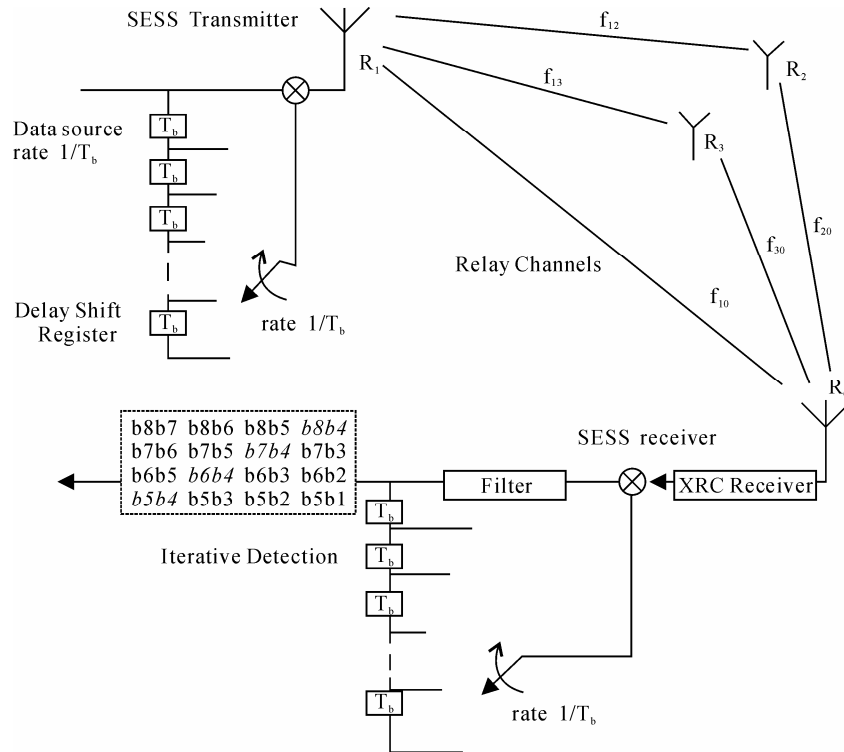 SESS Transmitter
f12
R1
R2
f13
Data source
rate 1/Tb
Tb
R3
Tb
Tb
f20
f30
Relay Channels
f10
Delay Shift
Register
Tb
rate 1/Tb
R
b8b7 b8b6 b8b5 b8b4
b7b6 b7b5 b7b4 b7b3
b6b5 b6b4 b6b3 b6b2
b5b4 b5b3 b5b2 b5b1
SESS receiver
Filter
XRC Receiver
Tb
Iterative Detection
Tb
Tb
Tb
rate 1/Tb